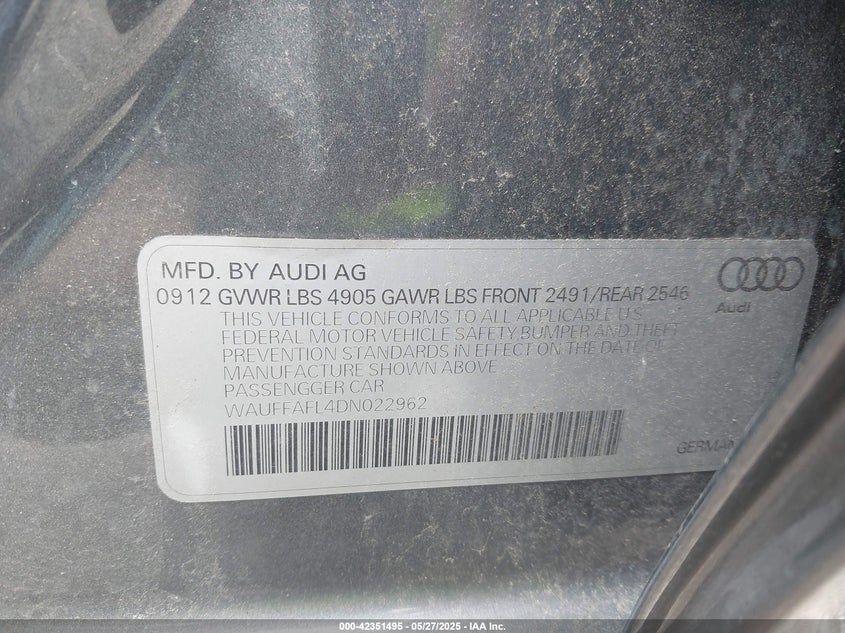 MFD. BY AUDI AG
0912 GVWR LBS 4905 GAWR LBS FRONT 2491/REAR 2546
THIS VEHICLE CONFORMS TO ALL APPLICABLE U.S.
FEDERAL MOTOR VEHICLE SAFETY,BUMPER AND THEFT
PREVENTION STANDARDS IN EFFECT ON THE DATE OF
MANUFACTURE SHOWN ABOVE
PASSENGGER CAR
WAUFFAFL4DN022962
Audi
GERMAN
000-42351495 - 05/27/2025 - IAA Inc.